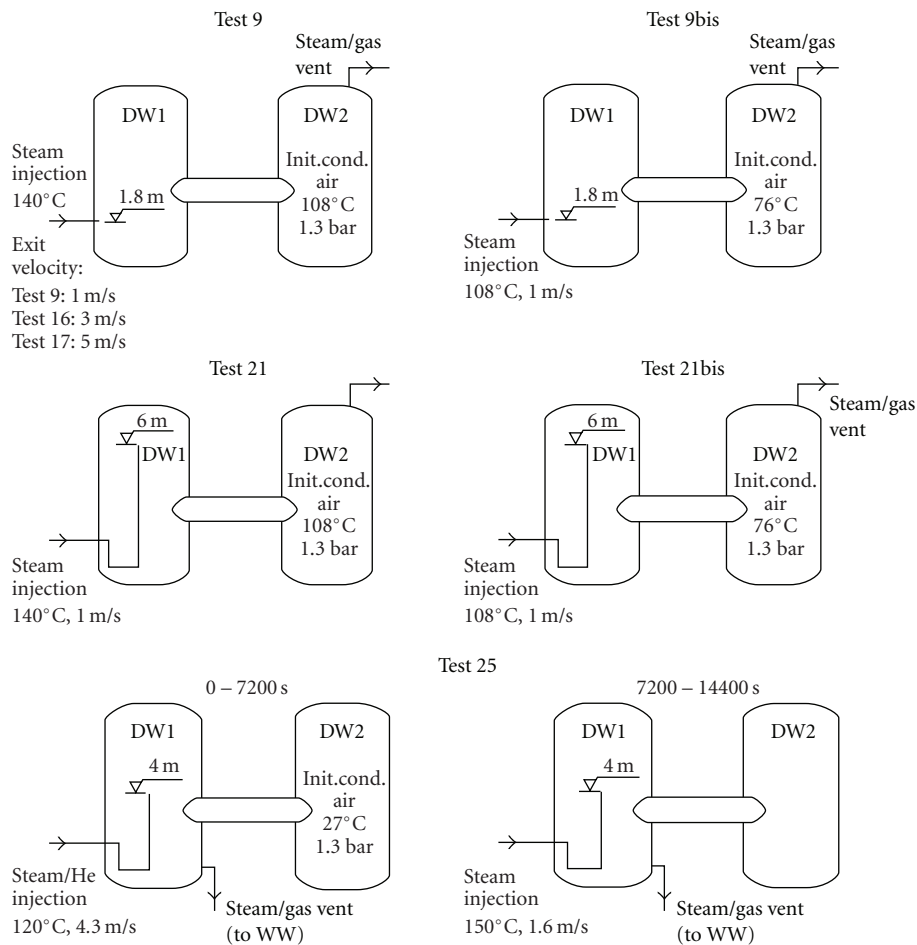 Test 9
Steam/gas
vent
DW1
DW2
Steam
injection
140°C
1.8 m
Init.cond.
air
108°C
1.3 bar
Exit
velocity:
Test 9: 1 m/s
Test 16: 3 m/s
Test 17: 5 m/s
Test 9bis
Steam/gas
vent
DW1
DW2
1.8 m
Init.cond.
air
76°C
1.3 bar
Steam
injection
108°C, 1 m/s
Test 21
6 m
DW1
DW2
Init.cond.
air
108°C
1.3 bar
Steam
injection
140°C, 1 m/s
Test 21bis
Steam/gas
vent
6 m
DW1
DW2
Init.cond.
air
76°C
1.3 bar
Steam
injection
108°C, 1 m/s
Test 25
0 – 7200 s
DW1
DW2
4 m
Init.cond.
air
27°C
1.3 bar
Steam/He
injection
120°C, 4.3 m/s
Steam/gas vent
(to WW)
7200 – 14400 s
DW1
DW2
4 m
Steam
injection
150°C, 1.6 m/s
Steam/gas vent
(to WW)